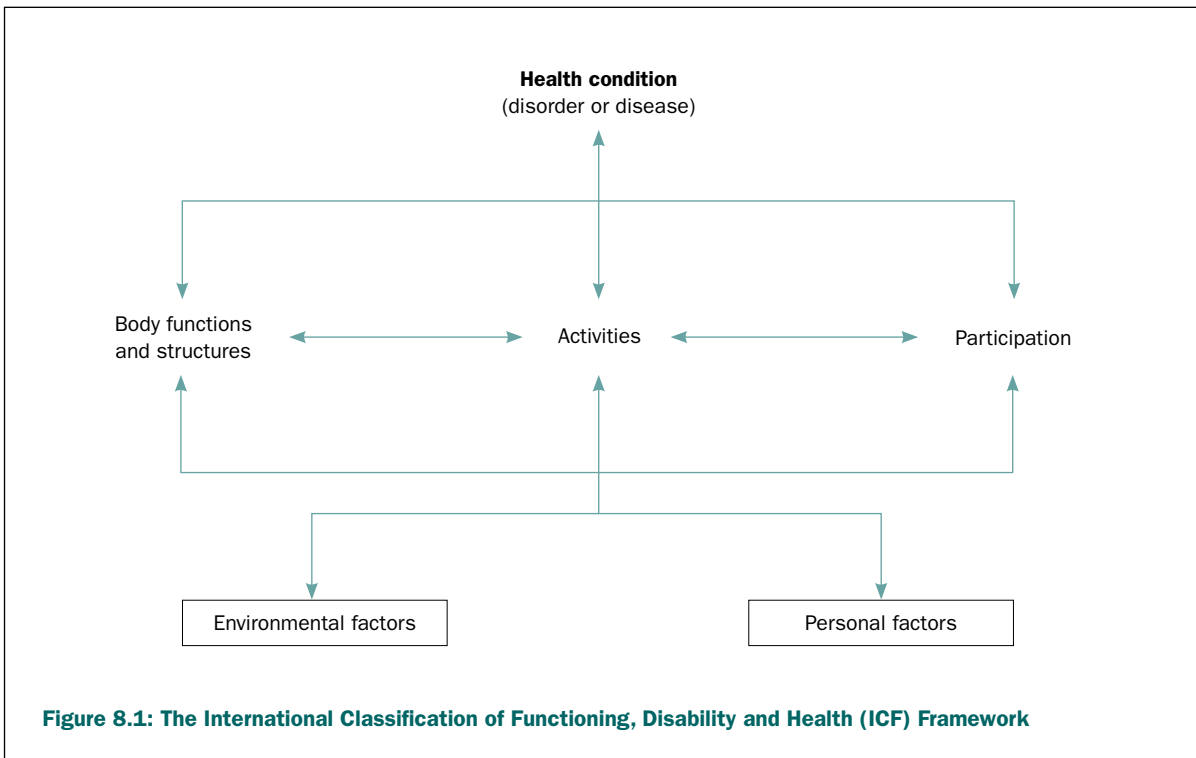 Health condition
(disorder or disease)
Body functions
and structures
Activities
Participation
Environmental factors
Personal factors
Figure 8.1: The International Classification of Functioning, Disability and Health (ICF) Framework